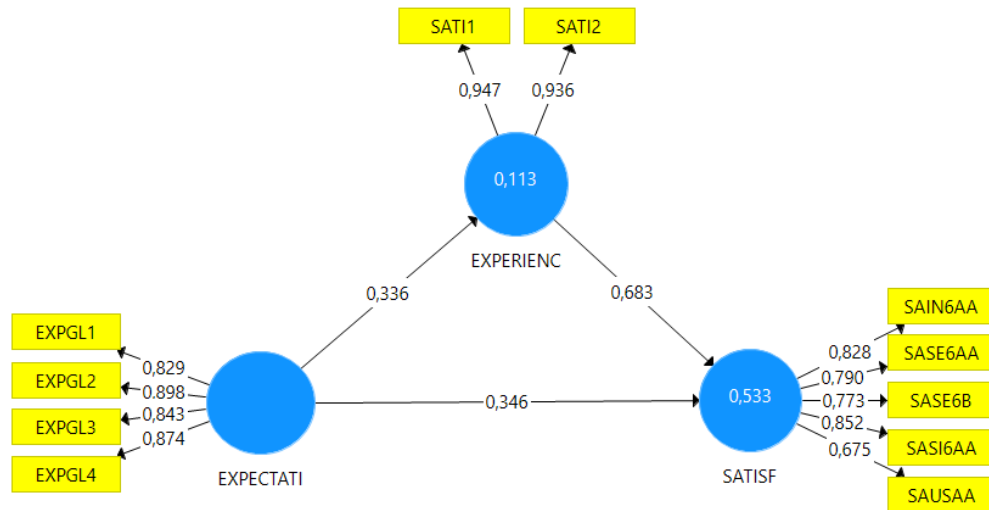 SATI1
SATI2
0,947
0,936
0,113
EXPERIENC
0,336
0,683
EXPGL1
EXPGL2
EXPGL3
EXPGL4
0,829
0,898
0,843
0,874
EXPECTATI
0,346
0,533
SATISF
0,828
0,790
0,773
0,852
0,675
SAIN6AA
SASE6AA
SASE6B
SASI6AA
SAUSAA